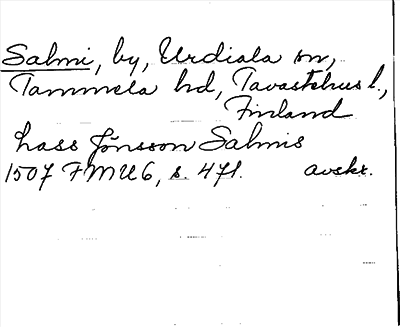 Salmi, by, Urdiala sn,
Tammela hd, Tavastehus l.,
Finland
Lass Jönsson Salmis
1507 FMU 6, s. 471. avskr.